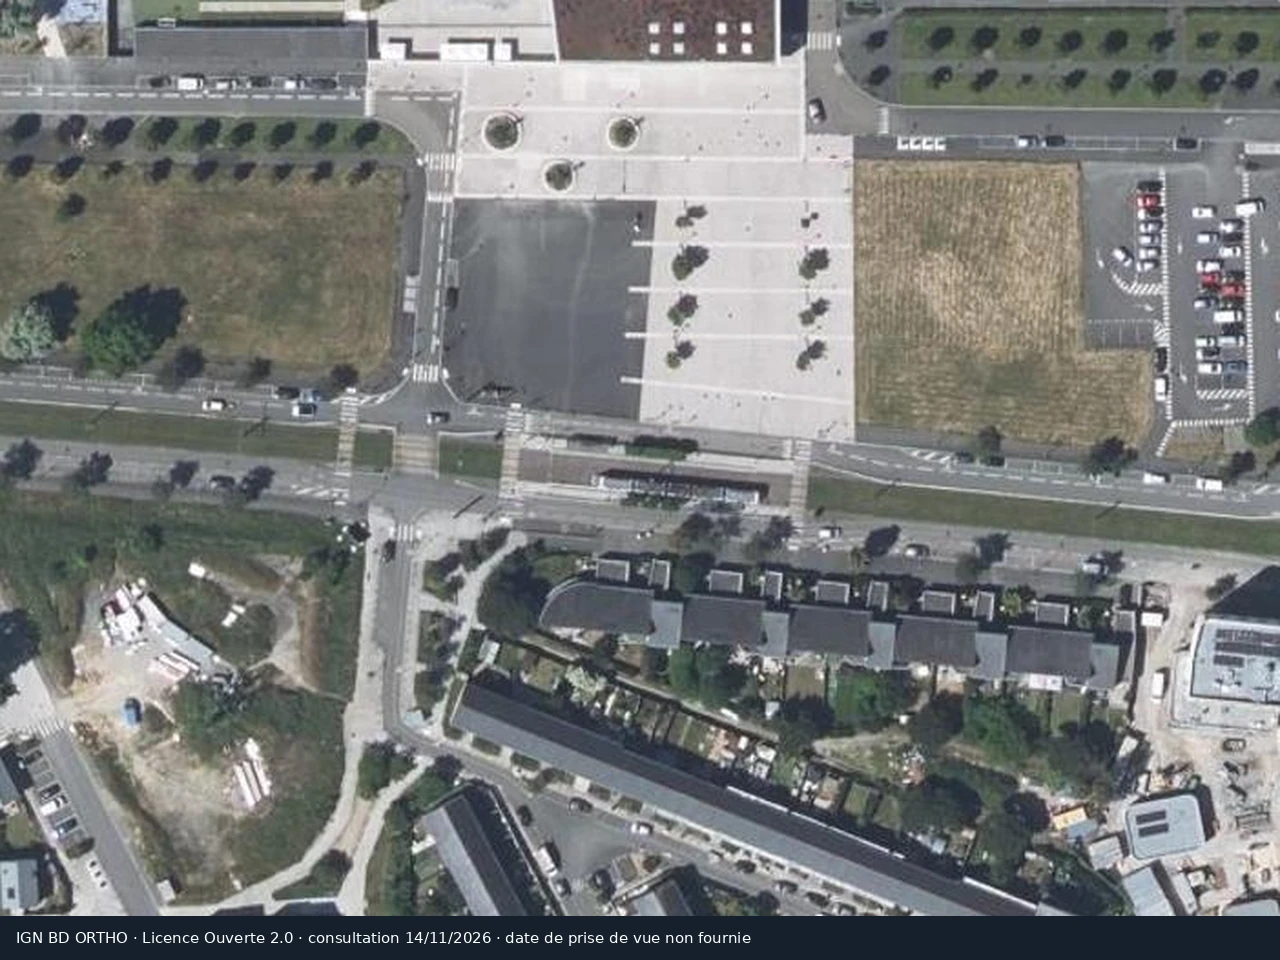 IGN BD ORTHO · Licence Ouverte 2.0 · consultation 14/11/2026 · date de prise de vue non fournie